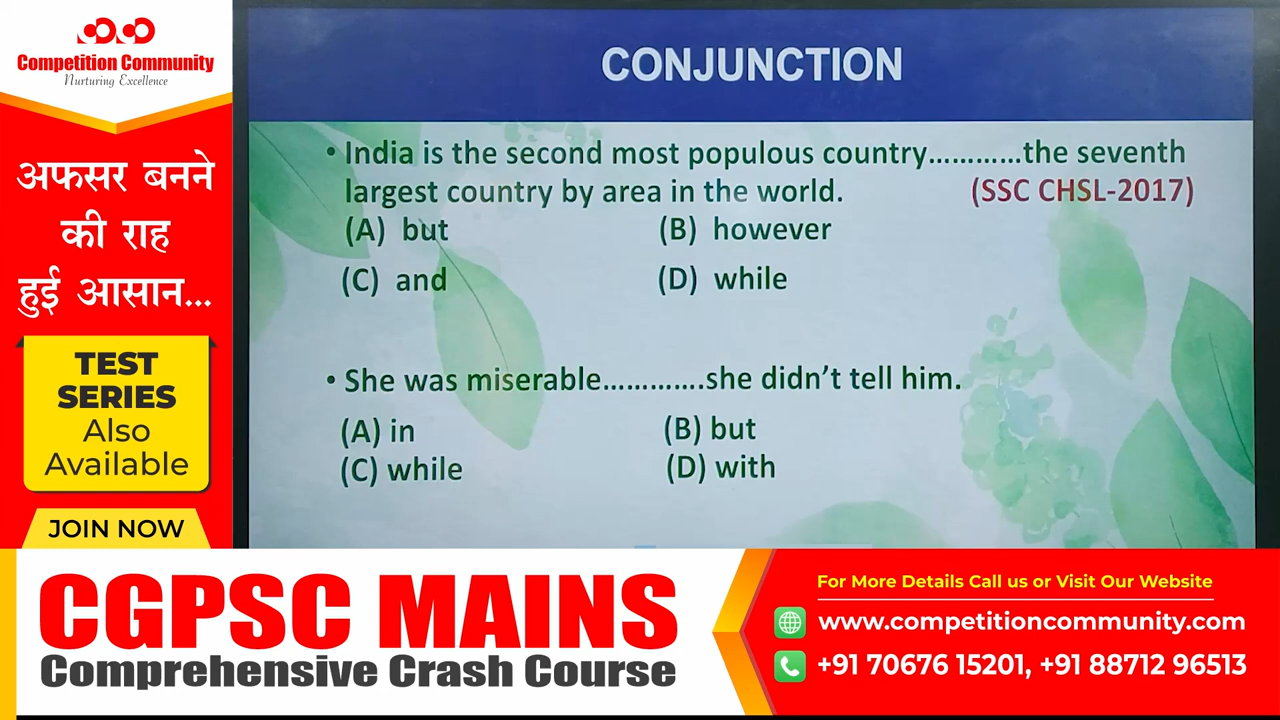 Competition Community
Nurturing Excellence
अफसर बनने
की राह
हुई आसान...
TEST
SERIES
Also
Available
JOIN NOW
CONJUNCTION
• India is the second most populous country…………the seventh
largest country by area in the world. (SSC CHSL-2017)
(A) but (B) however
(C) and (D) while
• She was miserable………….she didn’t tell him.
(A) in (B) but
(C) while (D) with
CGPSC MAINS
Comprehensive Crash Course
For More Details Call us or Visit Our Website
www.competitioncommunity.com
+91 70676 15201, +91 88712 96513